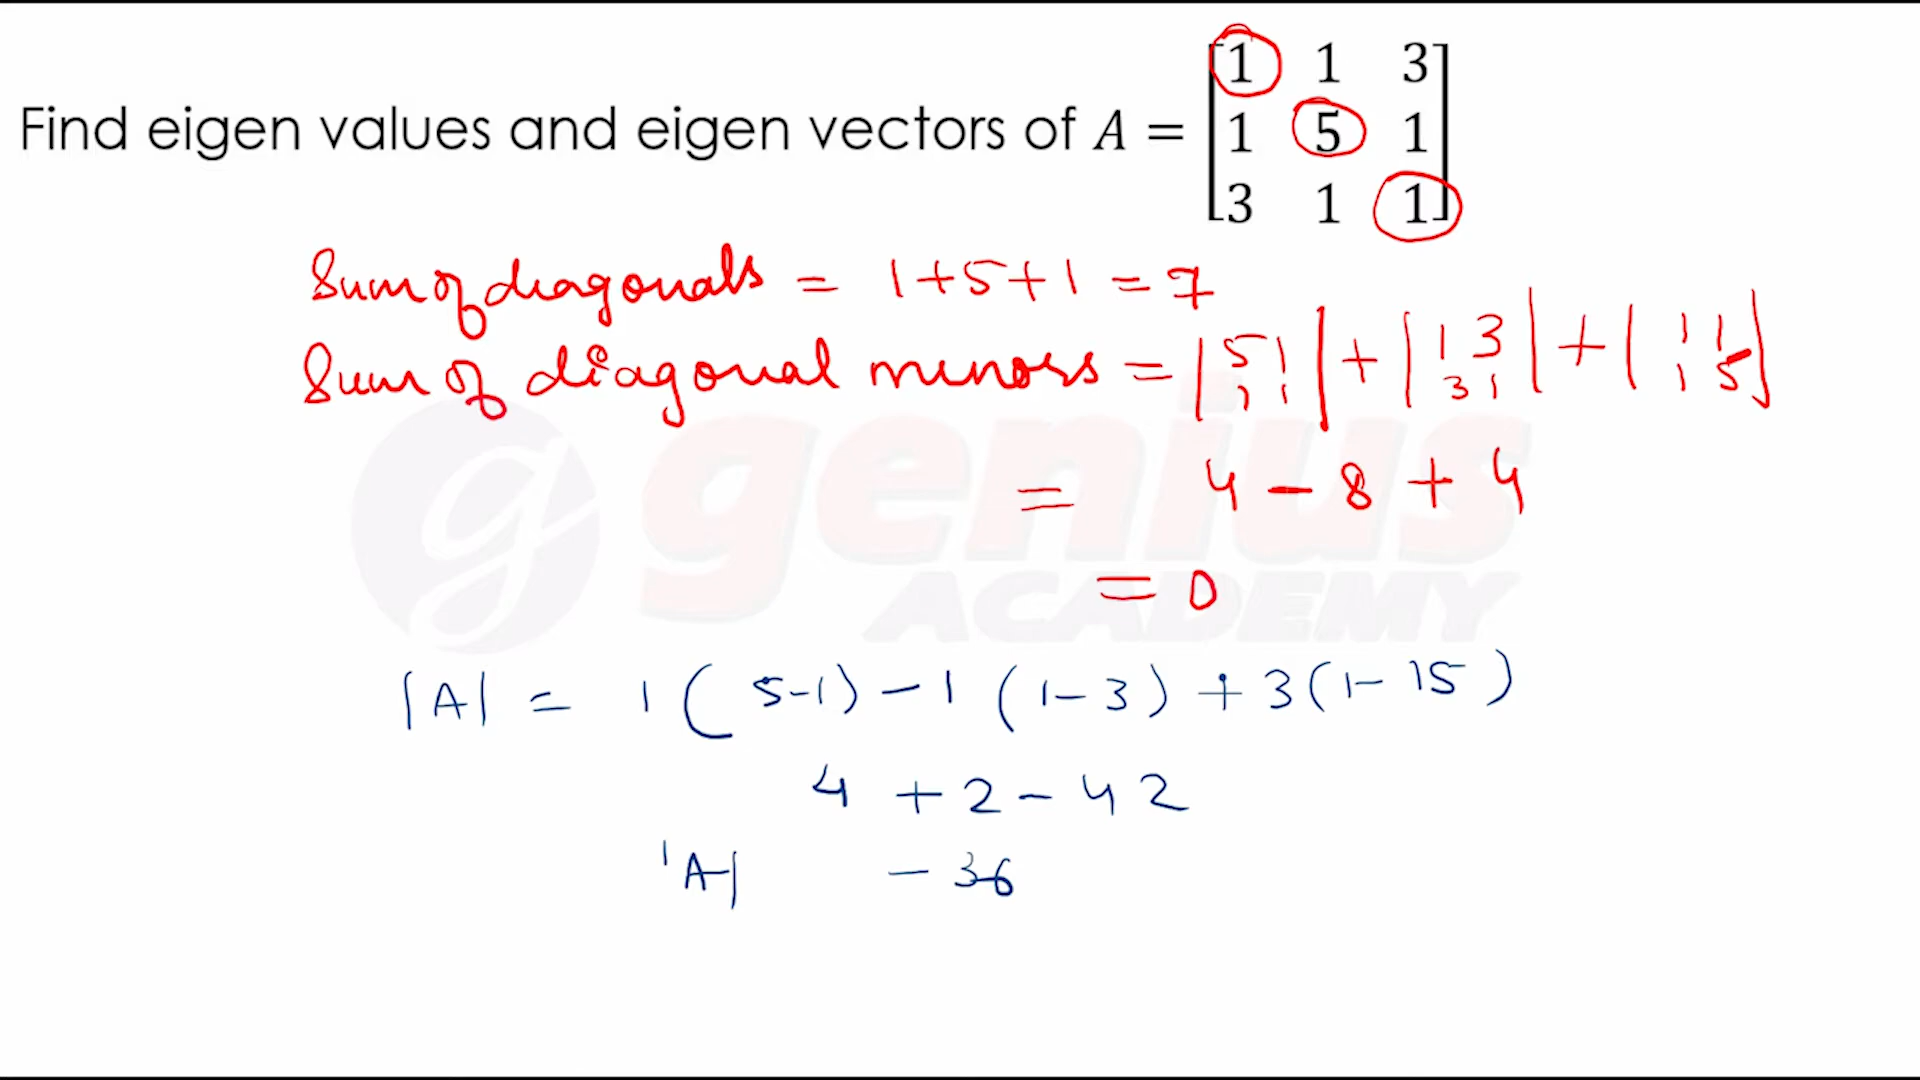 Find eigen values and eigen vectors of A = [1 1 3
1 5 1
3 1 1]
Sum of diagonals = 1+5+1 = 7
Sum of diagonal minors = |5 1 1 1| + |1 3 3 1| + |1 1 1 5|
= 4 - 8 + 4
= 0
|A| = 1(5-1) - 1(1-3) + 3(1-15)
4 + 2 - 42
|A| - 36
g genius
ACADEMY